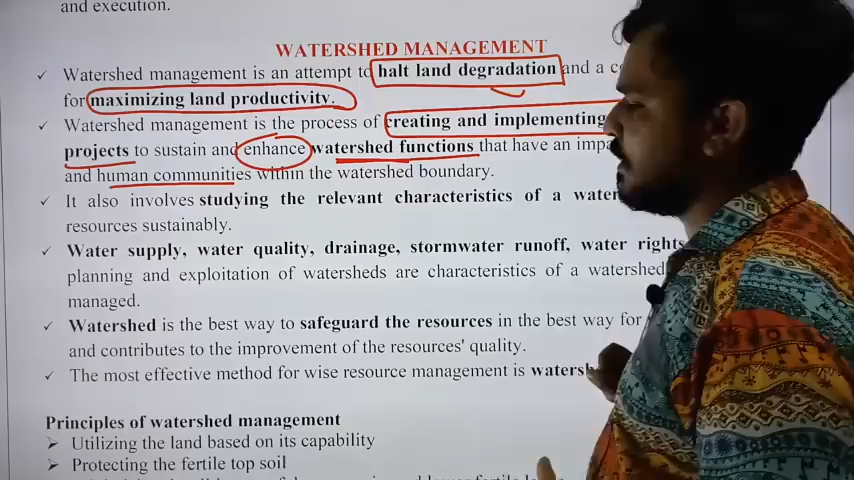 and execution.
WATERSHED MANAGEMENT
✓ Watershed management is an attempt to halt land degradation and a c
for maximizing land productivity.
✓ Watershed management is the process of creating and implementing
projects to sustain and enhance watershed functions that have an impa
and human communities within the watershed boundary.
✓ It also involves studying the relevant characteristics of a water
resources sustainably.
✓ Water supply, water quality, drainage, stormwater runoff, water rights
planning and exploitation of watersheds are characteristics of a watershed
managed.
✓ Watershed is the best way to safeguard the resources in the best way for
and contributes to the improvement of the resources' quality.
✓ The most effective method for wise resource management is watersh
Principles of watershed management
➢ Utilizing the land based on its capability
➢ Protecting the fertile top soil